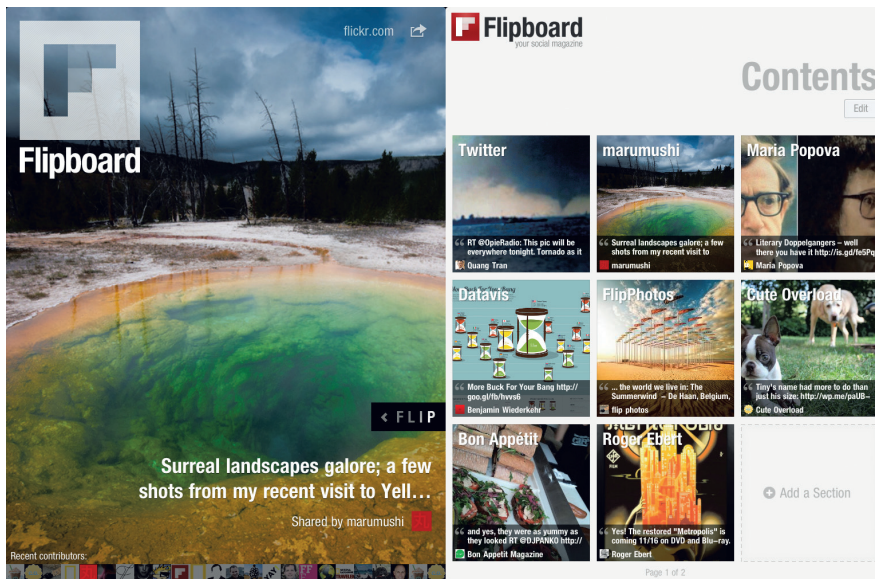 flickr.com
Flipboard
FLIP
Surreal landscapes galore; a few
shots from my recent visit to Yell...
Shared by marumushi
Recent contributors:
Flipboard
your social magazine
Contents
Edit
Twitter
RT @OpieRadio: This pic will be
everywhere tonight. Tornado as it
Quang Tran
marumushi
Surreal landscapes galore; a few
shots from my recent visit to
marumushi
Maria Popova
Literary Doppelgangers – well
there you have it http://is.gd/fe5Pq
Maria Popova
Datavis
More Buck For Your Bang http://
goo.gl/fb/hvvs6
Benjamin Wiederkehr
FlipPhotos
... the world we live in: The
Summerwind – De Haan, Belgium,
flip photos
Cute Overload
Tiny's name had more to do than
just his size: http://wp.me/paUB–
Cute Overload
Bon Appétit
and yes, they were as yummy as
they looked RT @DJPANKO http://
Bon Appetit Magazine
Roger Ebert
Yes! The restored "Metropolis" is
coming 11/16 on DVD and Blu–ray.
Roger Ebert
Add a Section
Page 1 of 2